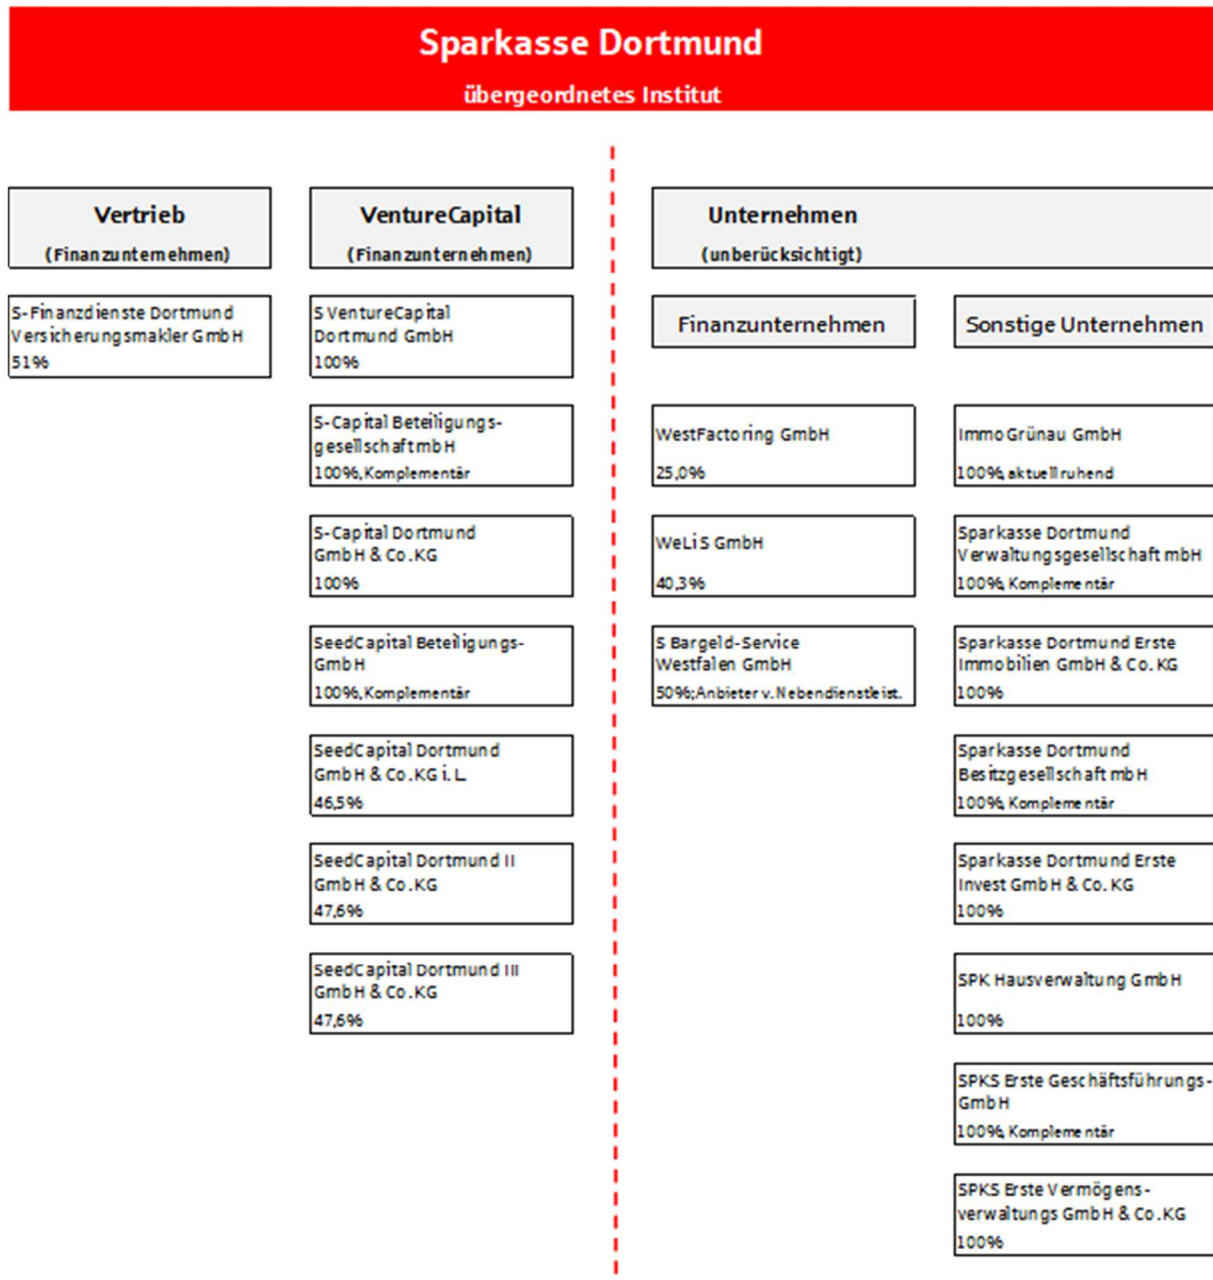 Sparkasse Dortmund
übergeordnetes Institut
Vertrieb
(Finanzunternehmen)
S-Finanzdienste Dortmund
Versicherungsmakler GmbH
51%
VentureCapital
(Finanzunternehmen)
S VentureCapital
Dortmund GmbH
100%
S-Capital Beteiligungs-
gesellschaft mbH
100%, Komplementär
S-Capital Dortmund
GmbH & Co. KG
100%
SeedCapital Beteiligungs-
GmbH
100%, Komplementär
SeedCapital Dortmund
GmbH & Co. KG i. L.
46,5%
SeedCapital Dortmund II
GmbH & Co. KG
47,6%
SeedCapital Dortmund III
GmbH & Co. KG
47,6%
Unternehmen
(unberücksichtigt)
Finanzunternehmen
WestFactoring GmbH
25,0%
WeLiS GmbH
40,3%
S Bargeld-Service
Westfalen GmbH
50%; Anbieter v. Nebendienstleist.
Sonstige Unternehmen
ImmoGrünau GmbH
100%, aktuell ruhend
Sparkasse Dortmund
Verwaltungsgesellschaft mbH
100%, Komplementär
Sparkasse Dortmund Erste
Immobilien GmbH & Co. KG
100%
Sparkasse Dortmund
Besitzgesellschaft mbH
100%, Komplementär
Sparkasse Dortmund Erste
Invest GmbH & Co. KG
100%
SPK Hausverwaltung GmbH
100%
SPKS Erste Geschäftsführungs-
GmbH
100%, Komplementär
SPKS Erste Vermögens-
verwaltungs GmbH & Co. KG
100%